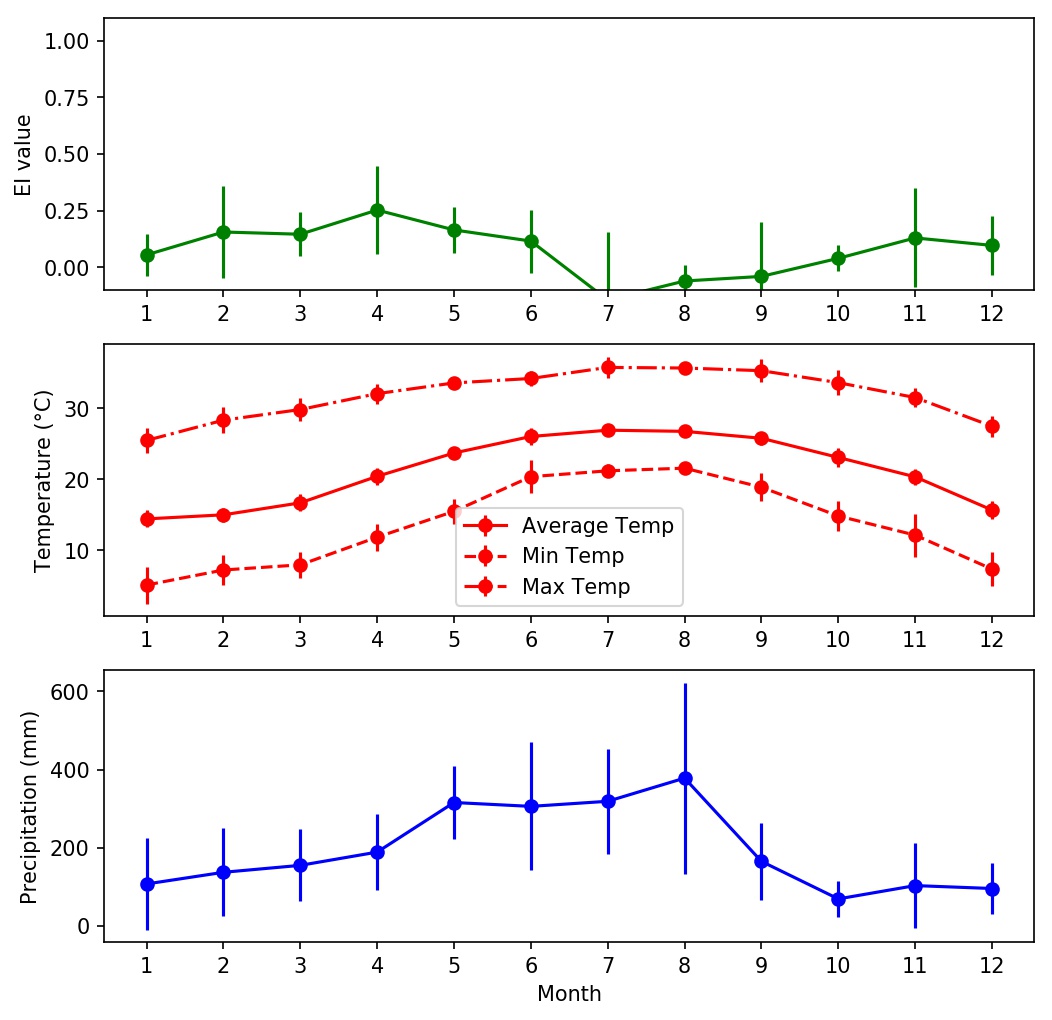 EI value
1.00
0.75
0.50
0.25
0.00
1 2 3 4 5 6 7 8 9 10 11 12
Temperature (°C)
30
20
10
Average Temp
Min Temp
Max Temp
1 2 3 4 5 6 7 8 9 10 11 12
Precipitation (mm)
600
400
200
0
1 2 3 4 5 6 7 8 9 10 11 12
Month